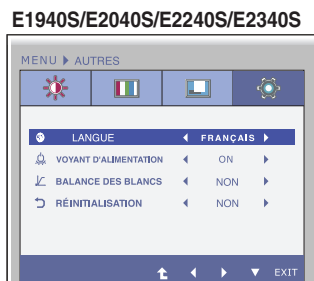 E1940S/E2040S/E2240S/E2340S
MENU AUTRES
LANGUE FRANÇAIS
VOYANT D'ALIMENTATION ON
BALANCE DES BLANCS NON
RÉINITIALISATION NON
EXIT